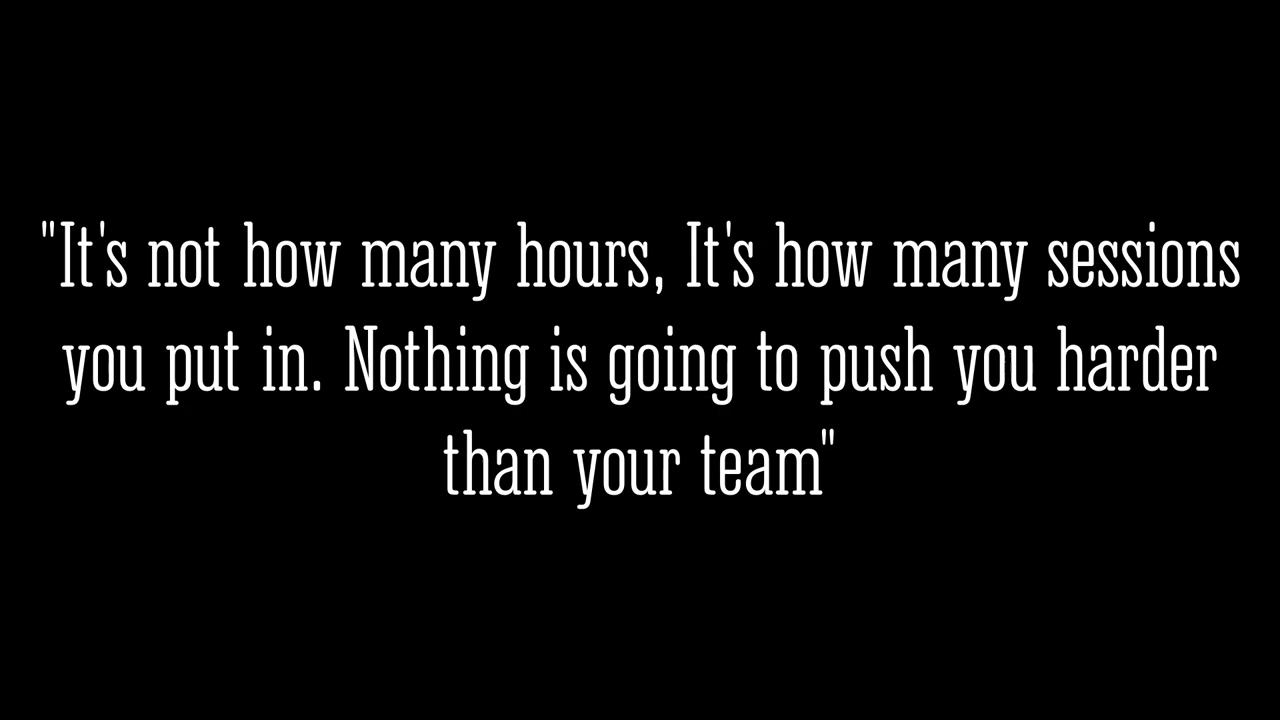 "It's not how many hours, It's how many sessions
you put in. Nothing is going to push you harder
than your team"